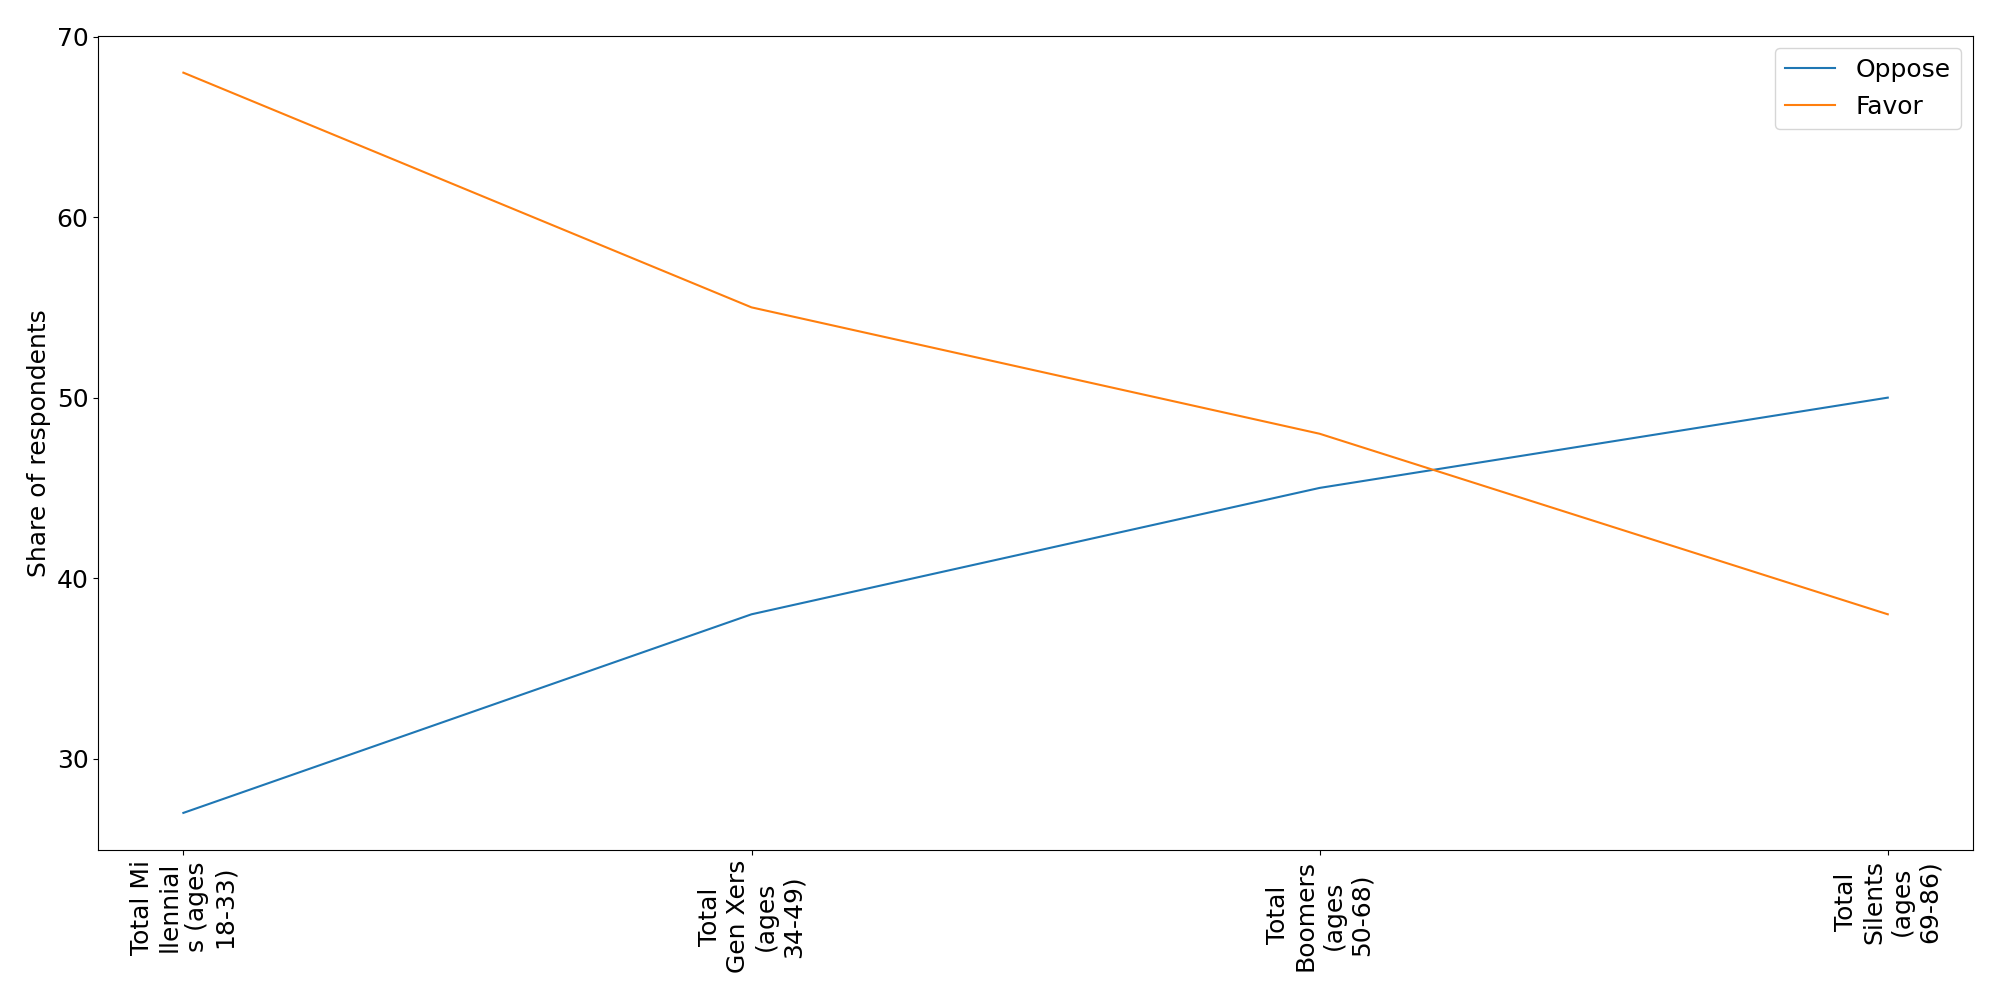 70
60
50
40
30
Share of respondents
Oppose
Favor
Total Mi
llennial
s (ages
18-33)
Total
Gen Xers
(ages
34-49)
Total
Boomers
(ages
50-68)
Total
Silents
(ages
69-86)